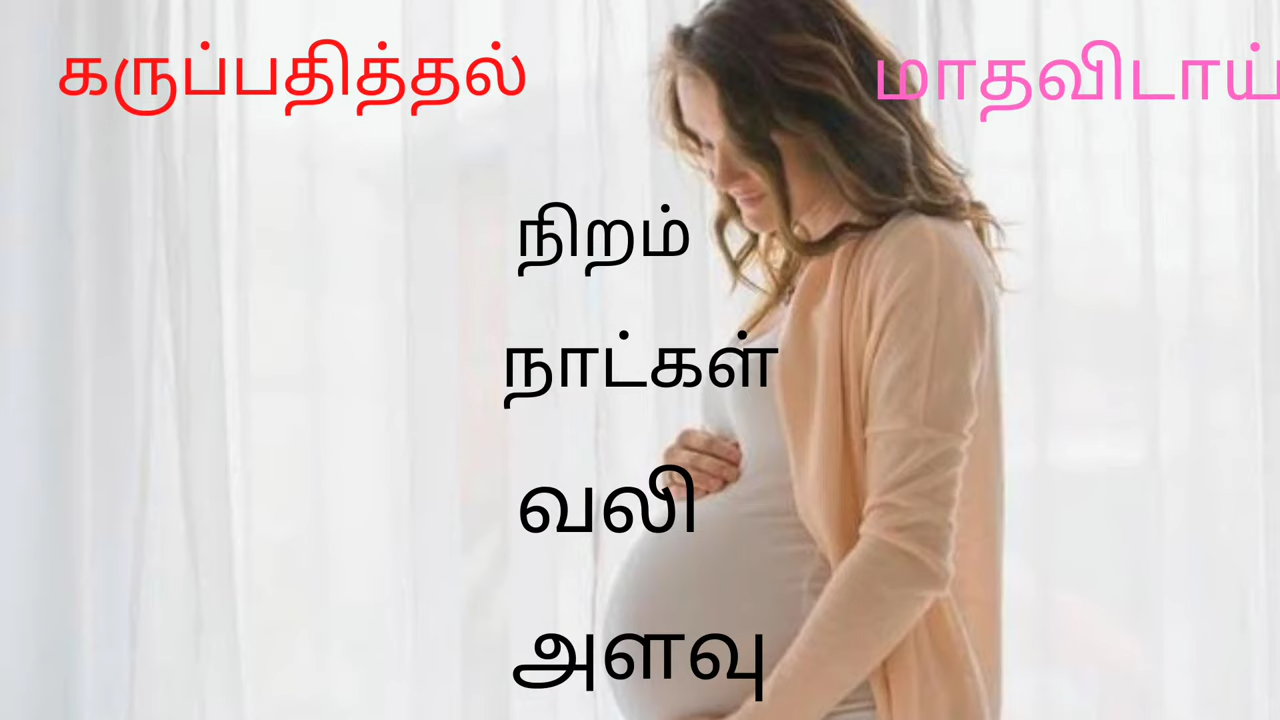 கருப்பதித்தல் மாதவிடாய்
நிறம்
நாட்கள்
வலி
அளவு